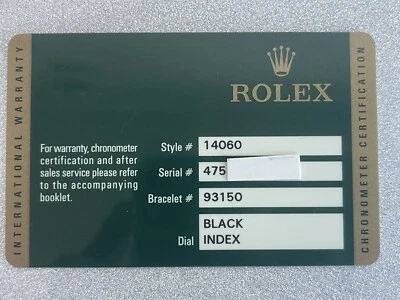 INTERNATIONAL WARRANTY
ROLEX
For warranty, chronometer
certification and after
sales service please refer
to the accompanying
booklet.
Style # 14060
Serial # 475
Bracelet # 93150
BLACK
Dial INDEX
CHRONOMETER CERTIFICATION